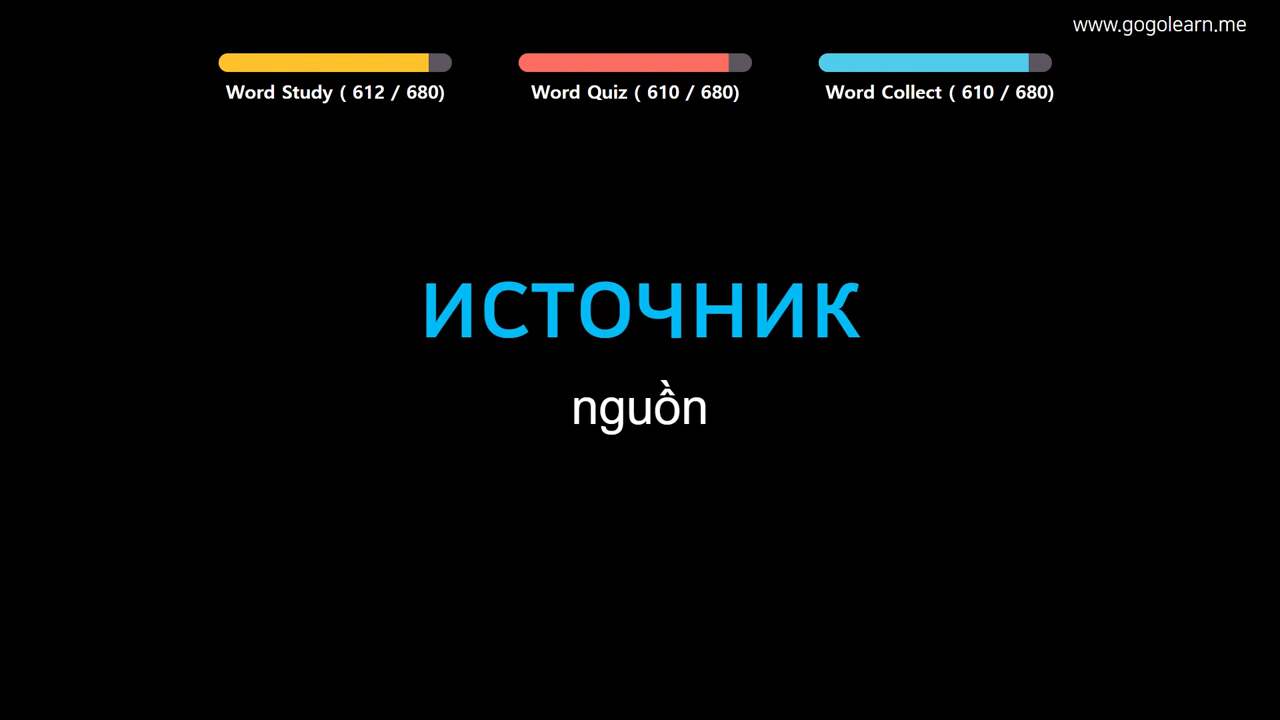 www.gogolearn.me
Word Study ( 612 / 680)
Word Quiz ( 610 / 680)
Word Collect ( 610 / 680)
источник
nguồn